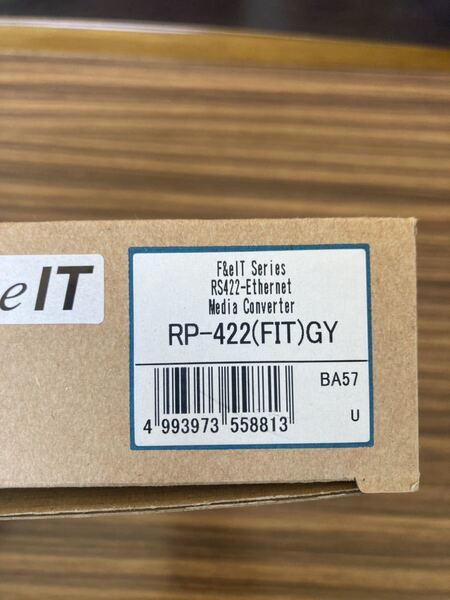 eIT
F&eIT Series
RS422-Ethernet
Media Converter
RP-422(FIT)GY
BA57
U
4 993973 558813